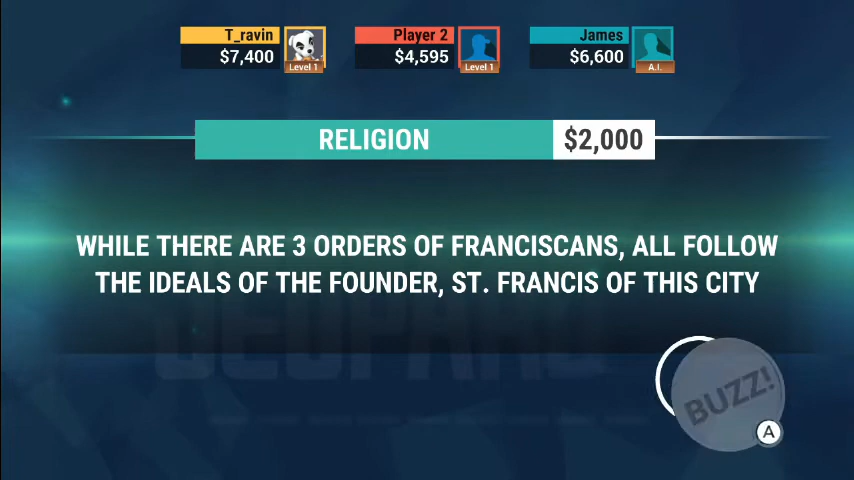 T_ravin
$7,400
Level 1
Player 2
$4,595
Level 1
James
$6,600
A.I.
RELIGION
$2,000
WHILE THERE ARE 3 ORDERS OF FRANCISCANS, ALL FOLLOW
THE IDEALS OF THE FOUNDER, ST. FRANCIS OF THIS CITY
JEOPARD
BUZZ!
A